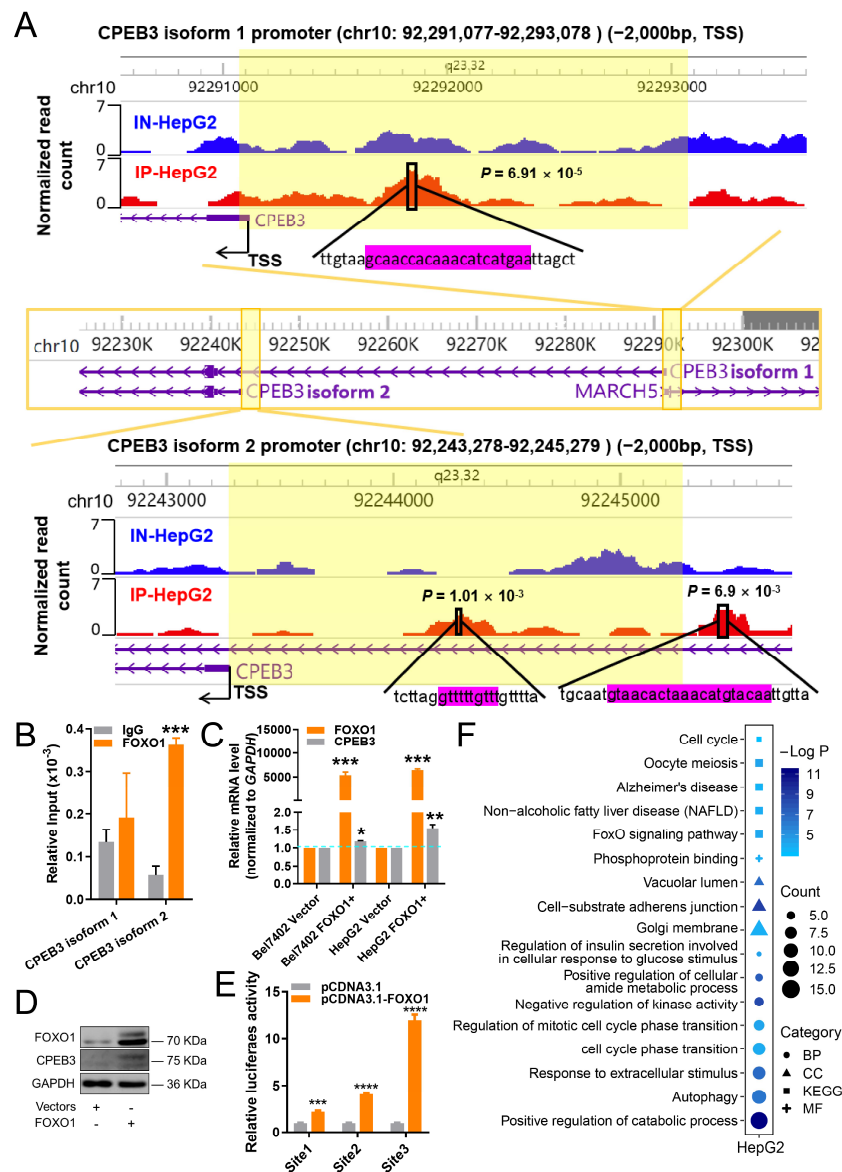 A
CPEB3 isoform 1 promoter (chr10: 92,291,077-92,293,078 ) (−2,000bp, TSS)
q23.32
chr10 92291000 92292000 92293000
Normalized read count
7
0
IN-HepG2
7
0
IP-HepG2
P = 6.91 × 10-5
CPEB3
TSS
ttgtaagcaaccacaaacatcatgaattagct
chr10 92230K 92240K 92250K 92260K 92270K 92280K 92290K 92300K 92
CPEB3 isoform 1
CPEB3 isoform 2 MARCH5
CPEB3 isoform 2 promoter (chr10: 92,243,278-92,245,279 ) (−2,000bp, TSS)
q23.32
chr10 92243000 92244000 92245000
Normalized read count
7
0
IN-HepG2
7
0
IP-HepG2
P = 1.01 × 10-3
P = 6.9 × 10-3
CPEB3
TSS
tcttaggtttttgtttgttttta
tgcaatgtaacactaaacatgtacaattgtta
B
Relative Input (x10-3)
IgG
FOXO1
***
0.4
0.3
0.2
0.1
0.0
CPEB3 isoform 1
CPEB3 isoform 2
C
Relative mRNA level
(normalized to GAPDH)
FOXO1
CPEB3
15000
10000
5000
2.0
1.5
1.0
0.5
0.0
***
*
***
**
Bel7402 Vector
Bel7402 FOXO1+
HepG2 Vector
HepG2 FOXO1+
D
FOXO1 70 KDa
CPEB3 75 KDa
GAPDH 36 KDa
Vectors + -
FOXO1 - +
E
Relative luciferaes activity
pCDNA3.1
pCDNA3.1-FOXO1
15
10
5
0
***
****
****
Site1
Site2
Site3
F
Cell cycle
Oocyte meiosis
Alzheimer's disease
Non−alcoholic fatty liver disease (NAFLD)
FoxO signaling pathway
Phosphoprotein binding
Vacuolar lumen
Cell−substrate adherens junction
Golgi membrane
Regulation of insulin secretion involved
in cellular response to glucose stimulus
Positive regulation of cellular
amide metabolic process
Negative regulation of kinase activity
Regulation of mitotic cell cycle phase transition
cell cycle phase transition
Response to extracellular stimulus
Autophagy
Positive regulation of catabolic process
HepG2
−Log P
11
9
7
5
Count
5.0
7.5
10.0
12.5
15.0
Category
BP
CC
KEGG
MF